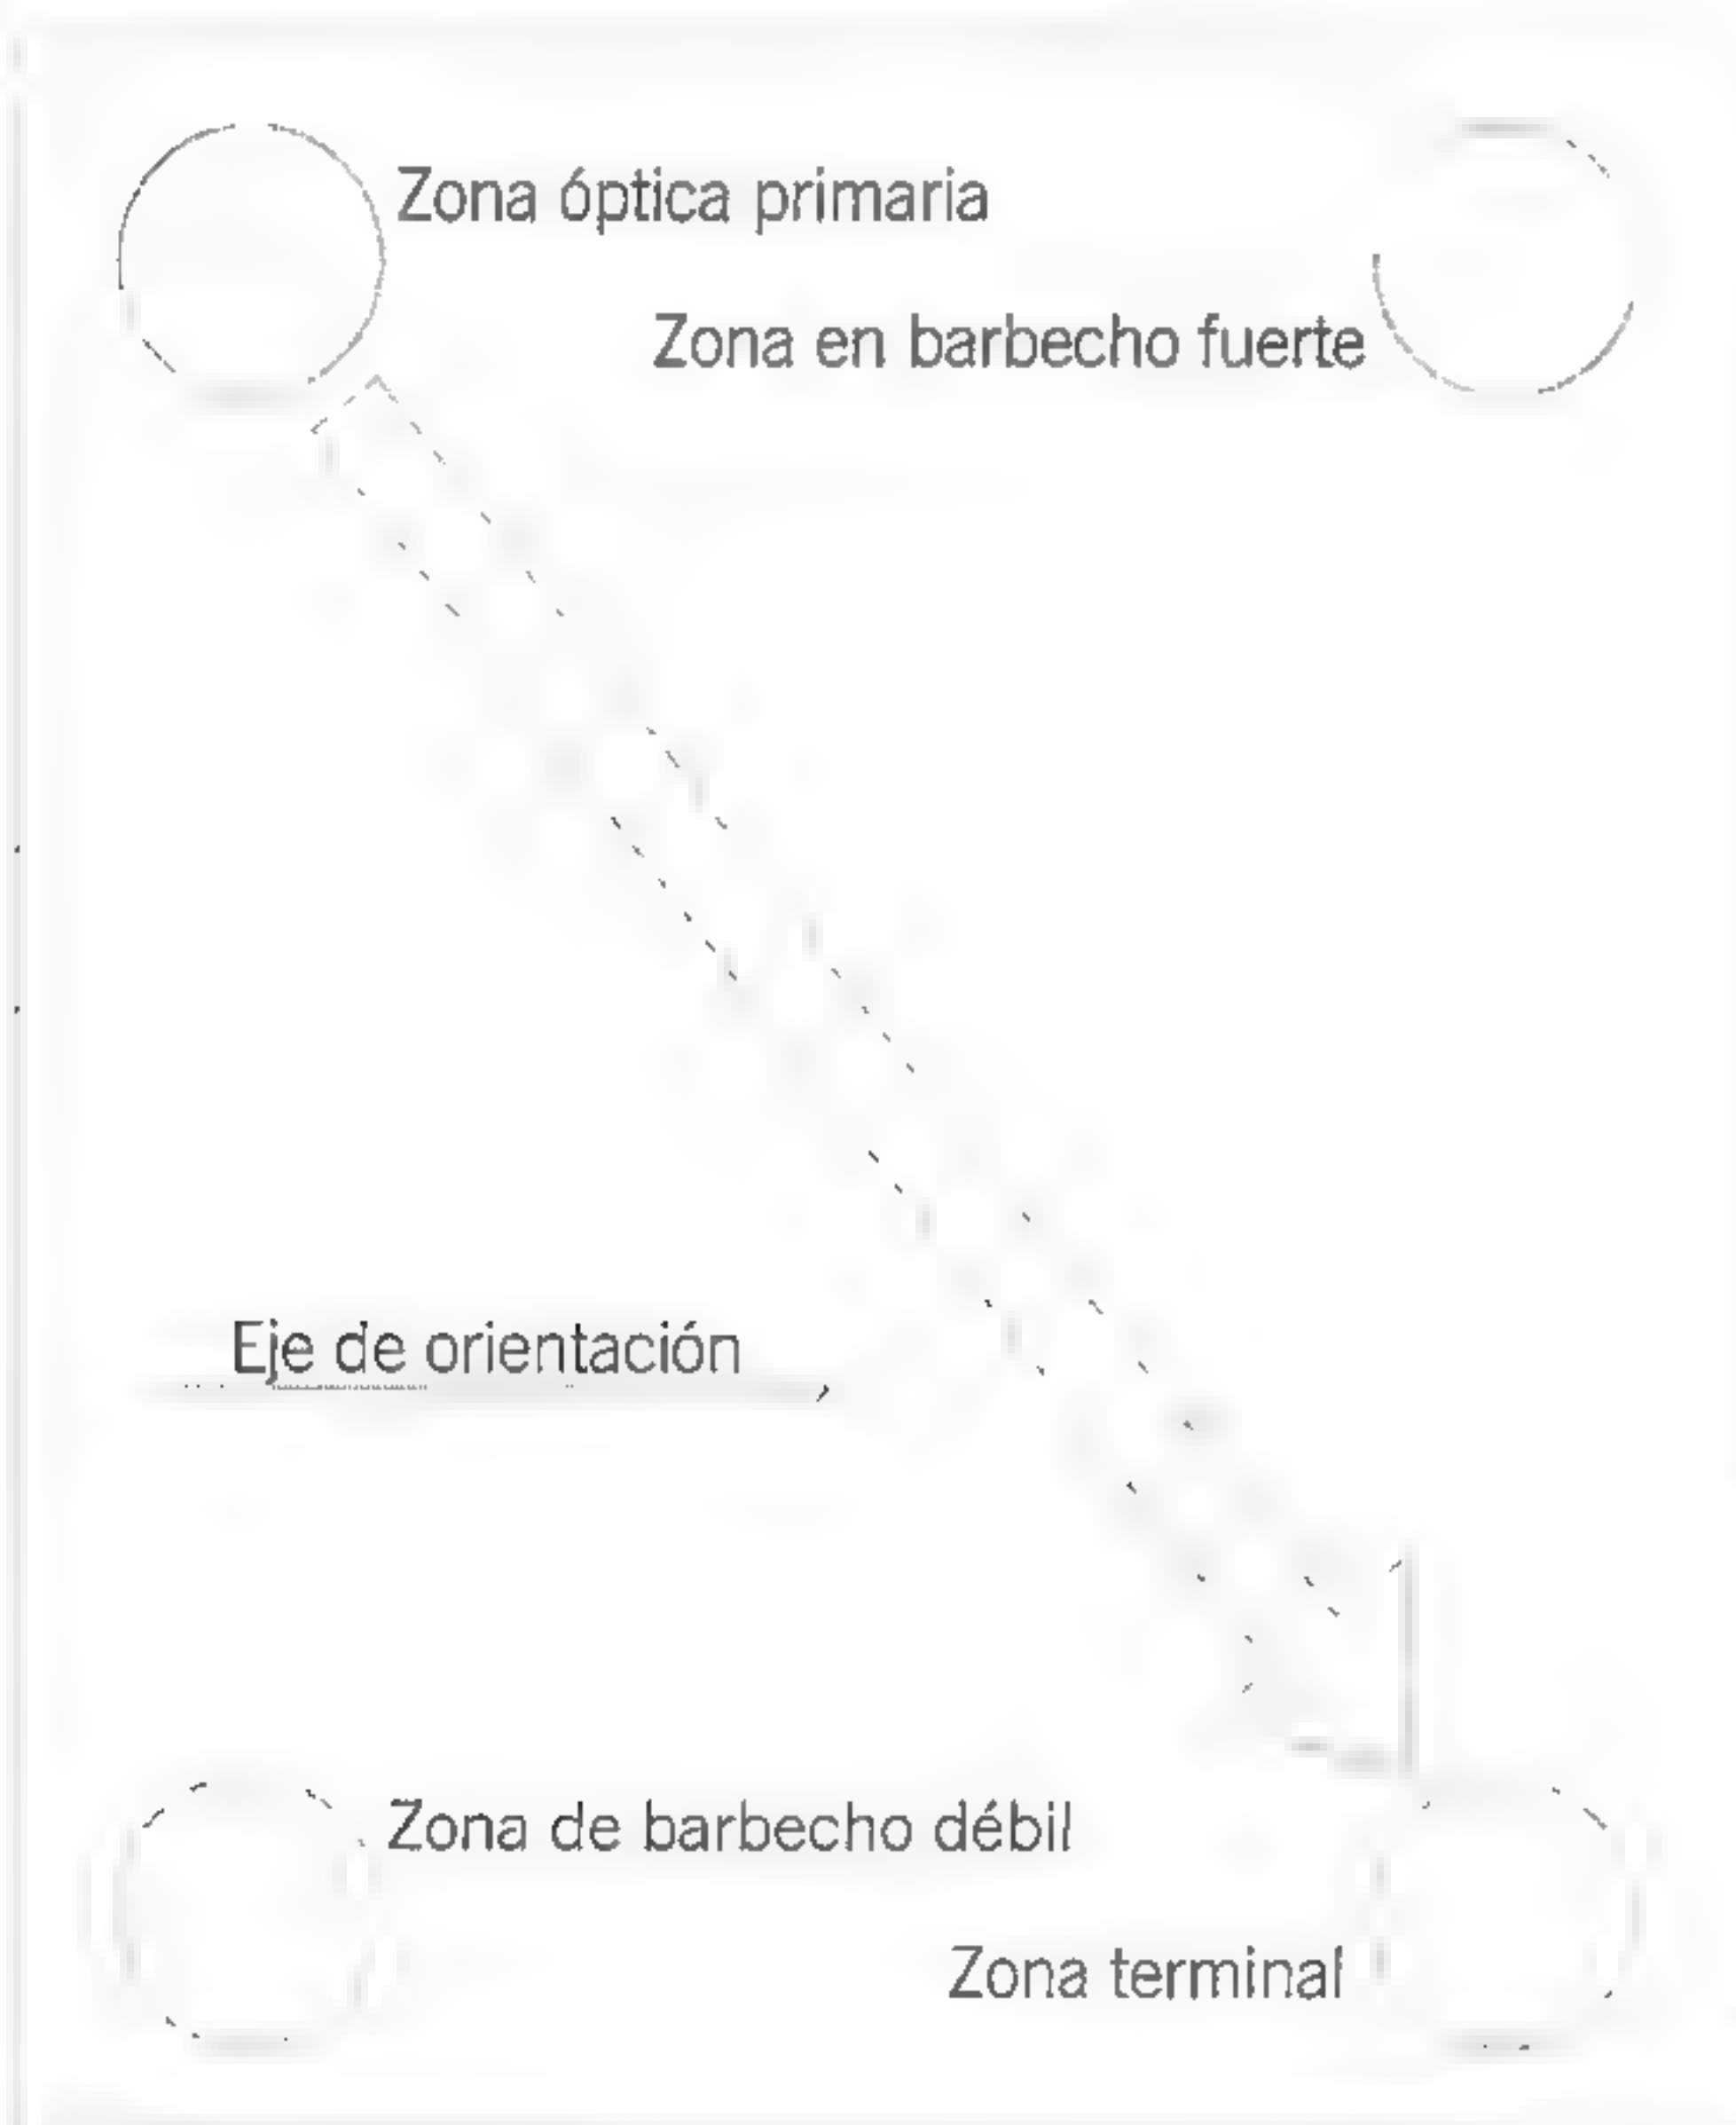 Zona óptica primaria
Zona en barbecho fuerte
Eje de orientación
Zona de barbecho débil
Zona terminal